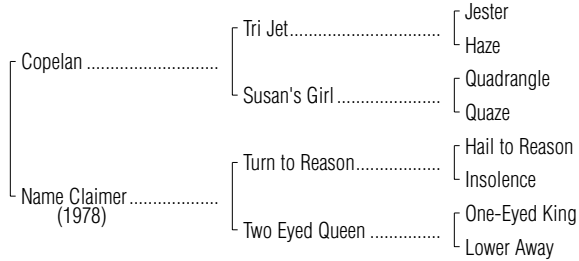 Jester
Tri Jet
Haze
Copelan
Quadrangle
Susan's Girl
Quaze
Hail to Reason
Turn to Reason
Insolence
Name Claimer
(1978)
One-Eyed King
Two Eyed Queen
Lower Away